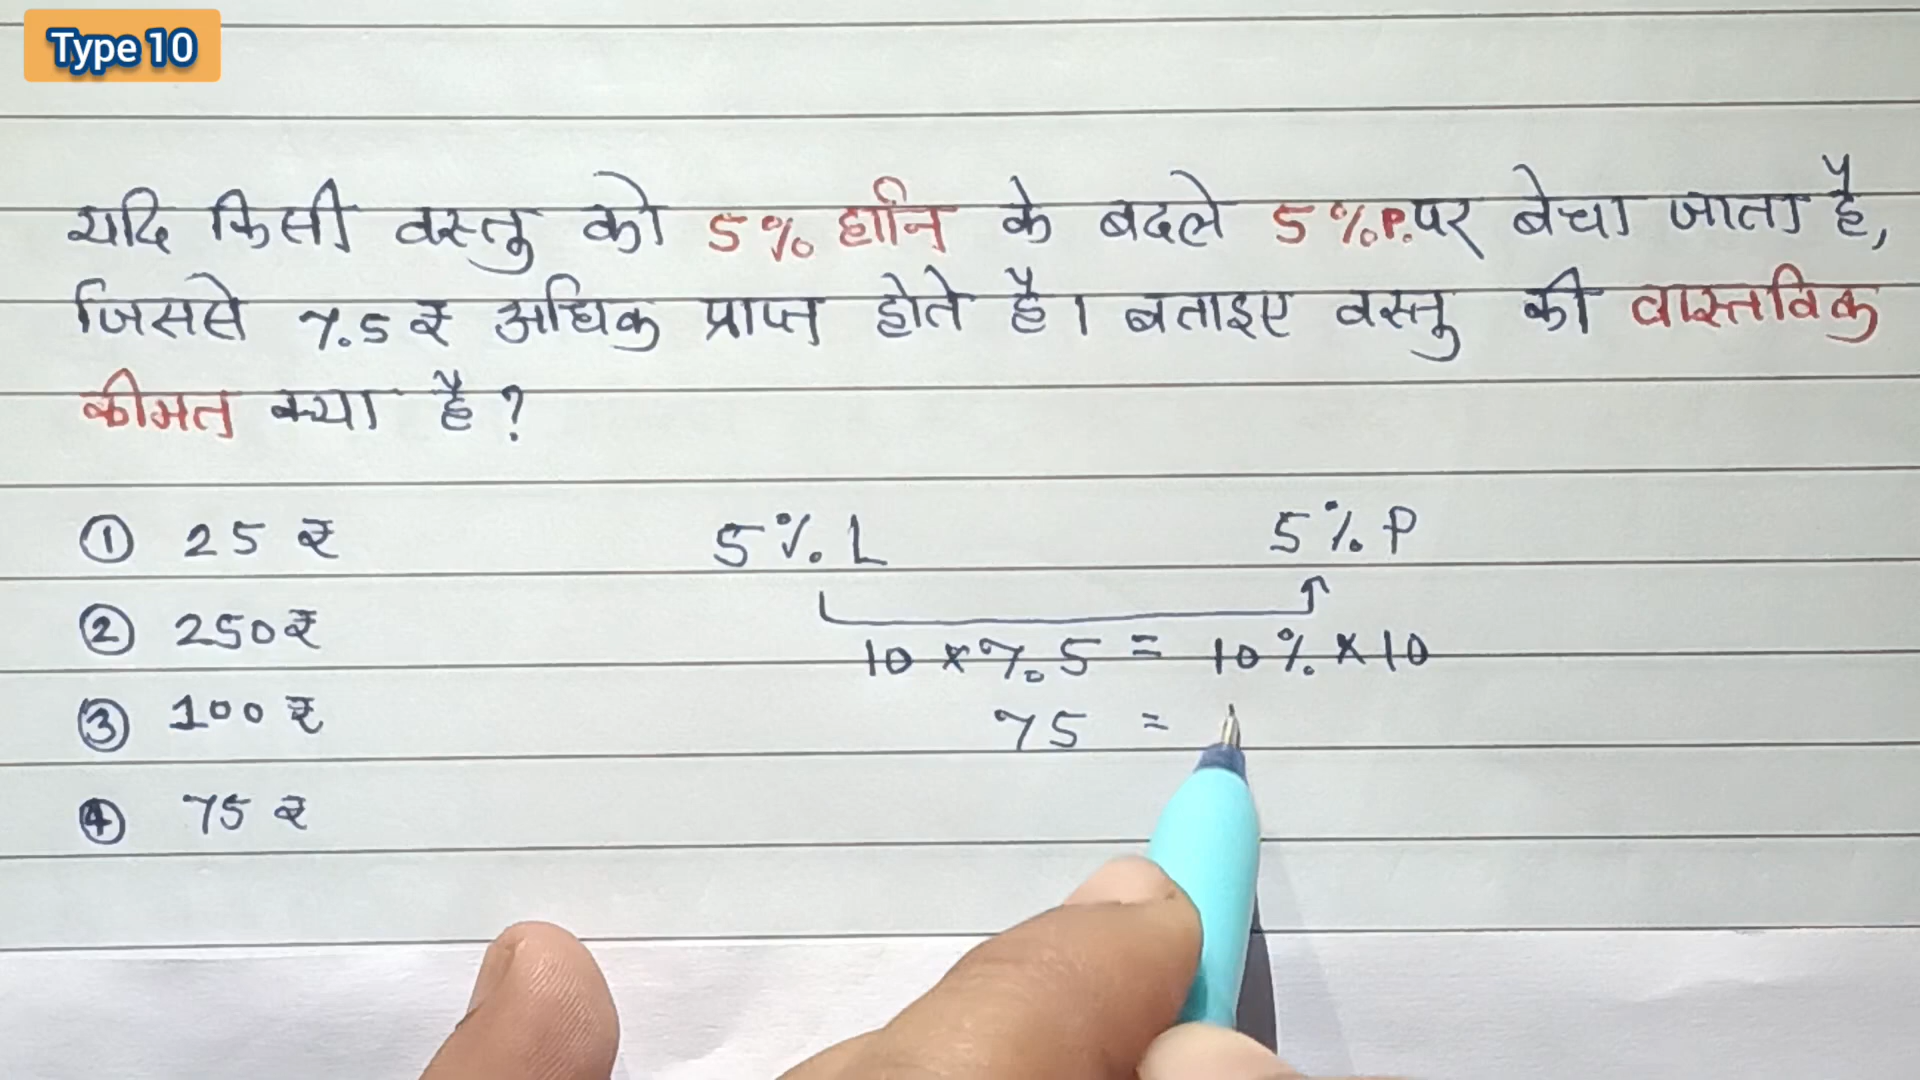 Type 10
यदि किसी वस्तु को 5% हानि के बदले 5%P. पर बेचा जाता है,
जिससे 7.5 ₹ अधिक प्राप्त होते है। बताइए वस्तु की वास्तविक
कीमत क्या है?
① 25 ₹
② 250 ₹
③ 100 ₹
④ 75 ₹
5% L 5% P
10 × 7.5 = 10% × 10
75 =